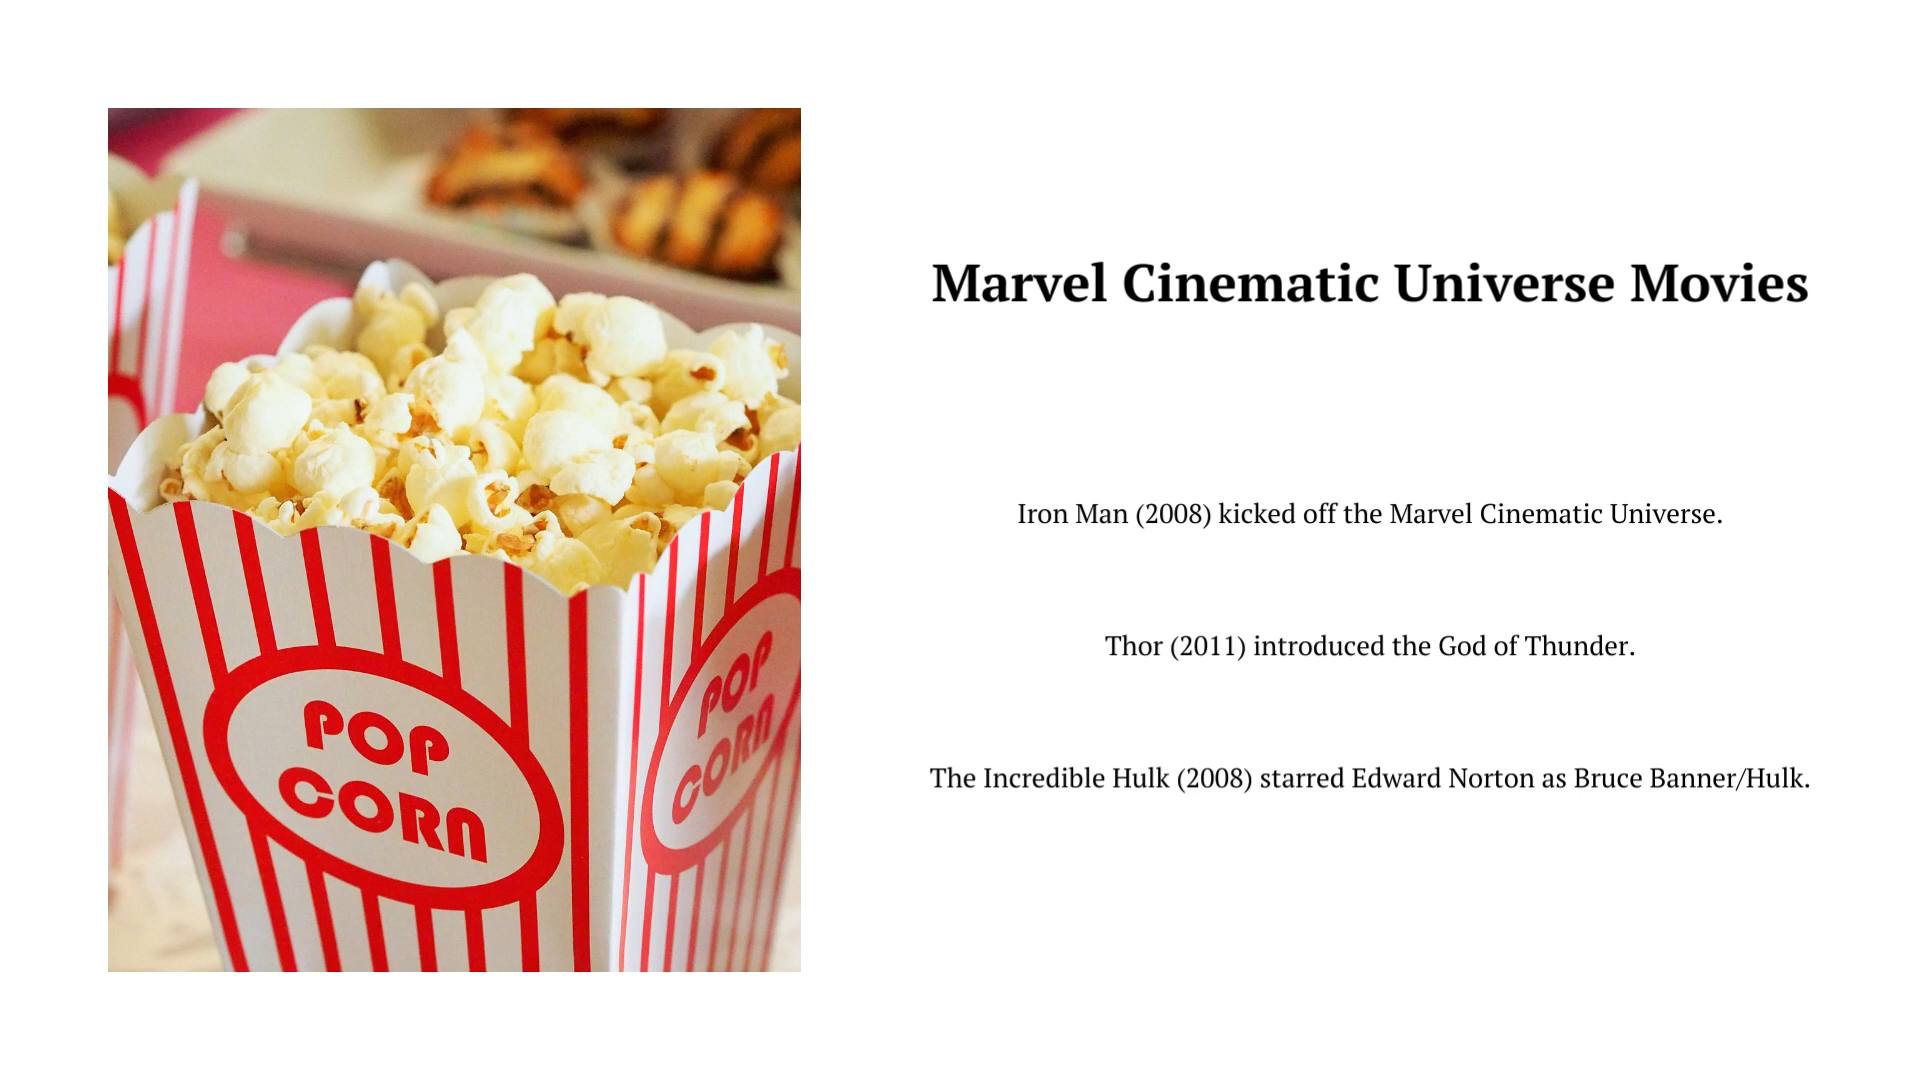 Marvel Cinematic Universe Movies
Iron Man (2008) kicked off the Marvel Cinematic Universe.
Thor (2011) introduced the God of Thunder.
The Incredible Hulk (2008) starred Edward Norton as Bruce Banner/Hulk.
POP
CORN
POP
CORN